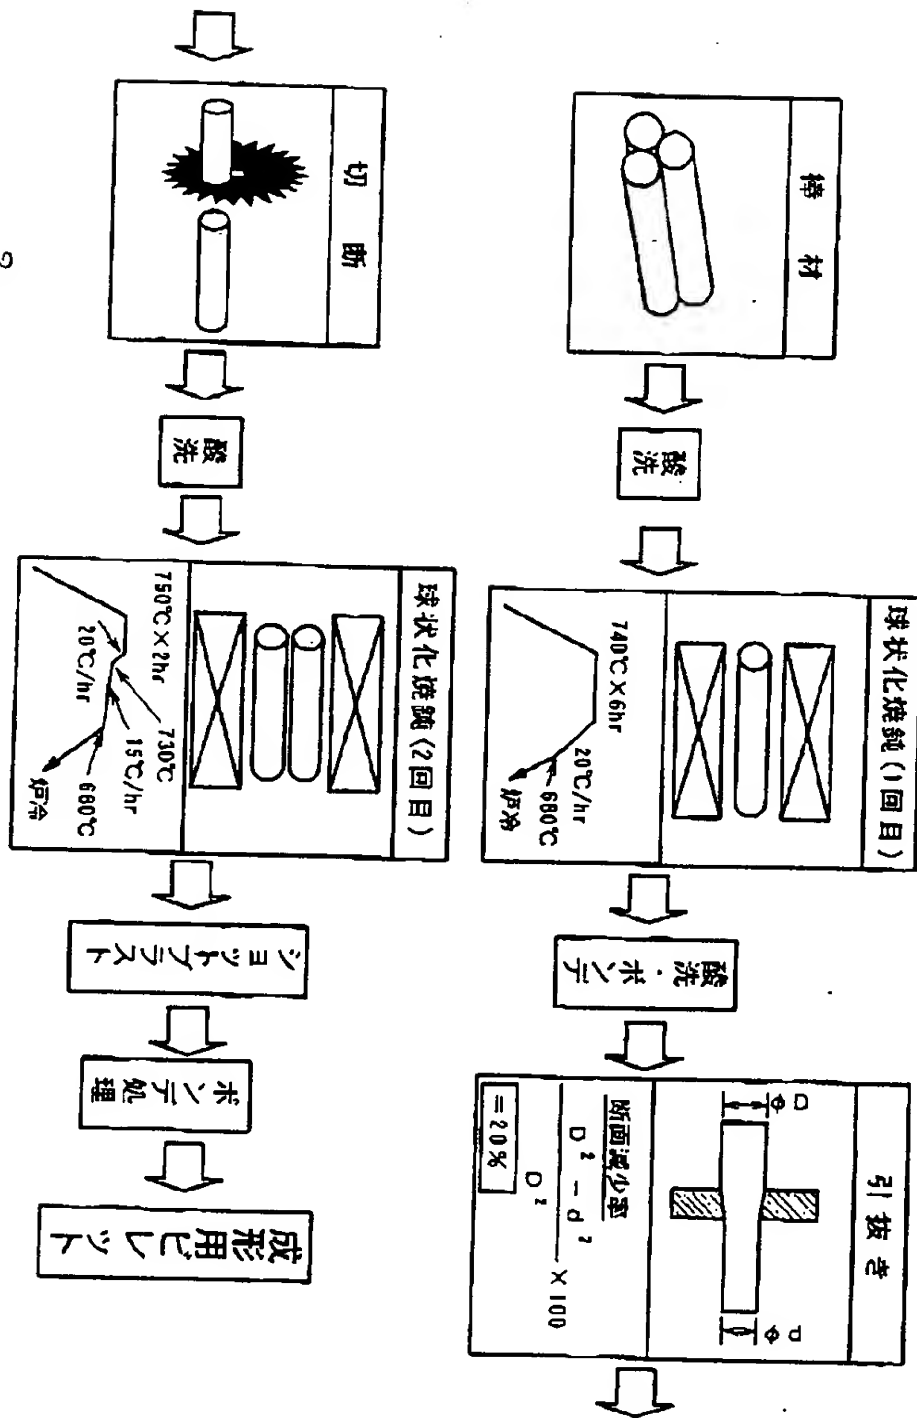 棒材
酸洗
球状化焼鈍(1回目)
740℃×6hr
20℃/hr
680℃
炉冷
酸洗・ボンデ
引抜き
φD
φd
断面減少率
D² - d²
D²
×100
=20%
切断
酸洗
球状化焼鈍(2回目)
750℃×2hr
730℃
20℃/hr
15℃/hr
680℃
炉冷
ショットブラスト
ボンデ処理
成形用ビレット